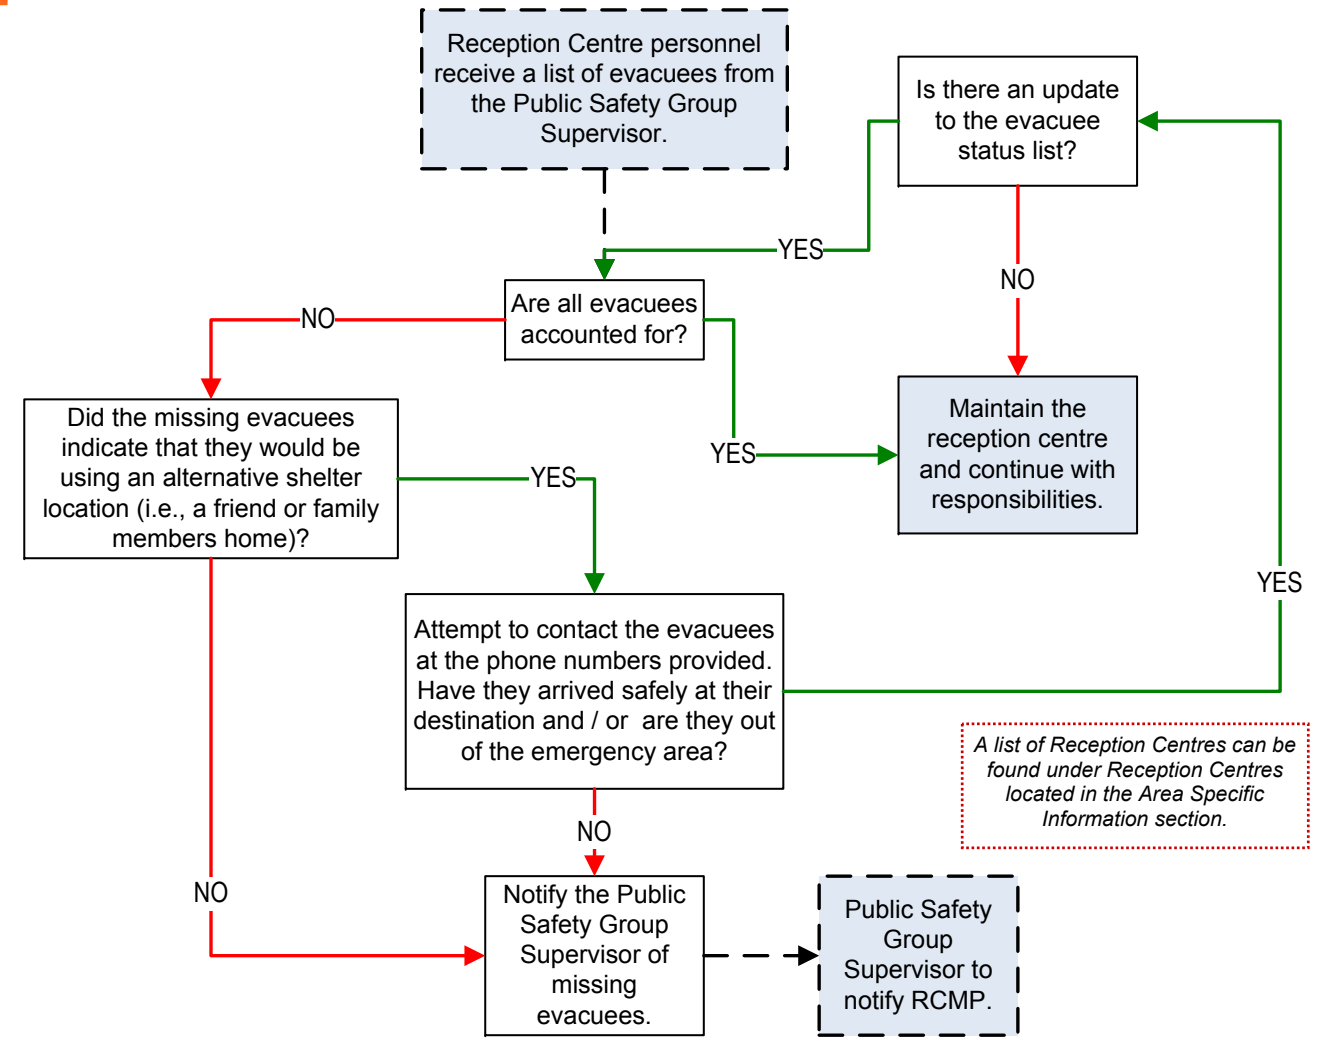 Reception Centre personnel
receive a list of evacuees from
the Public Safety Group
Supervisor.
Is there an update
to the evacuee
status list?
YES
NO
Are all evacuees
accounted for?
NO
YES
Maintain the
reception centre
and continue with
responsibilities.
Did the missing evacuees
indicate that they would be
using an alternative shelter
location (i.e., a friend or family
members home)?
YES
YES
Attempt to contact the evacuees
at the phone numbers provided.
Have they arrived safely at their
destination and / or are they out
of the emergency area?
A list of Reception Centres can be
found under Reception Centres
located in the Area Specific
Information section.
NO
NO
Notify the Public
Safety Group
Supervisor of
missing
evacuees.
Public Safety
Group
Supervisor to
notify RCMP.